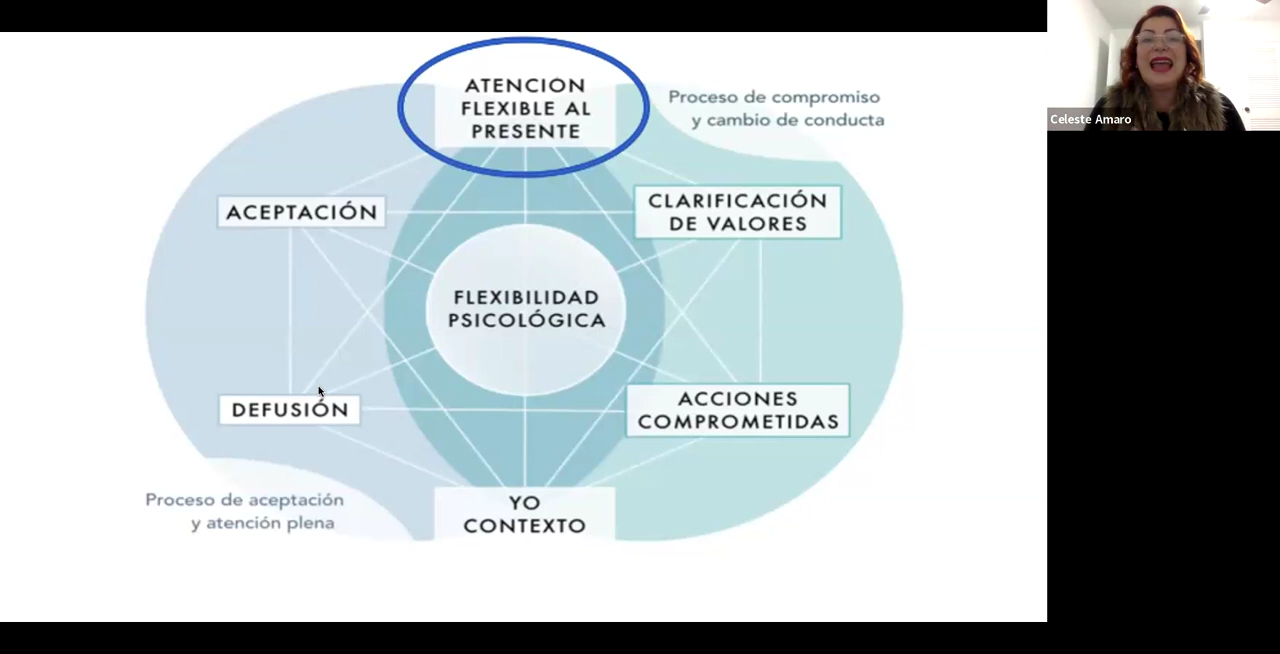 ATENCIÓN
FLEXIBLE AL
PRESENTE
Proceso de compromiso
y cambio de conducta
ACEPTACIÓN
CLARIFICACIÓN
DE VALORES
FLEXIBILIDAD
PSICOLÓGICA
DEFUSIÓN
ACCIONES
COMPROMETIDAS
Proceso de aceptación
y atención plena
YO
CONTEXTO
Celeste Amaro